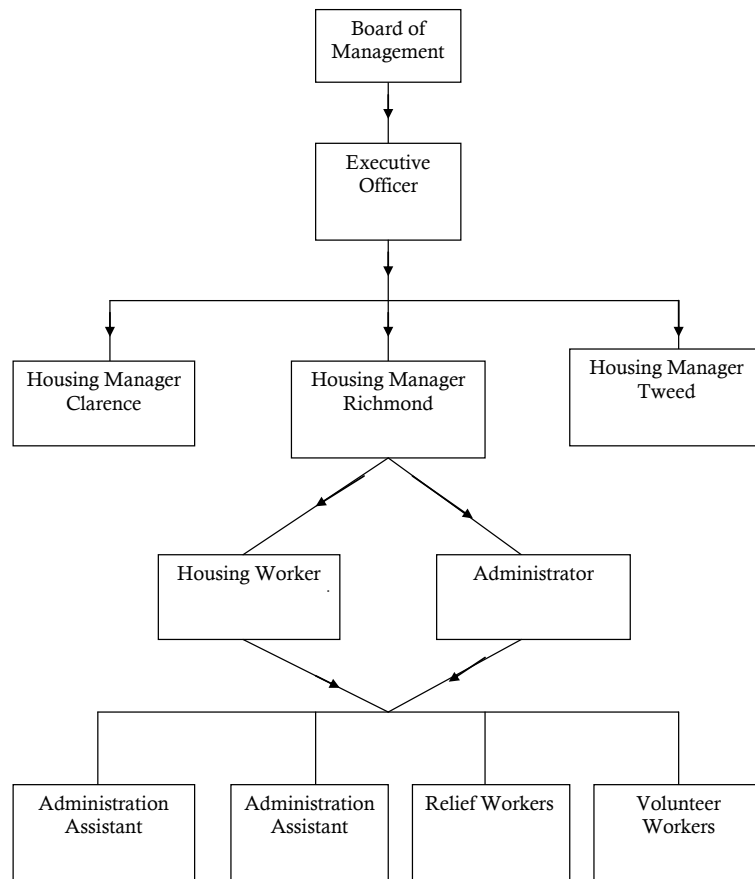 Board of
Management
Executive
Officer
Housing Manager
Clarence
Housing Manager
Richmond
Housing Manager
Tweed
Housing Worker
Administrator
Administration
Assistant
Administration
Assistant
Relief Workers
Volunteer
Workers